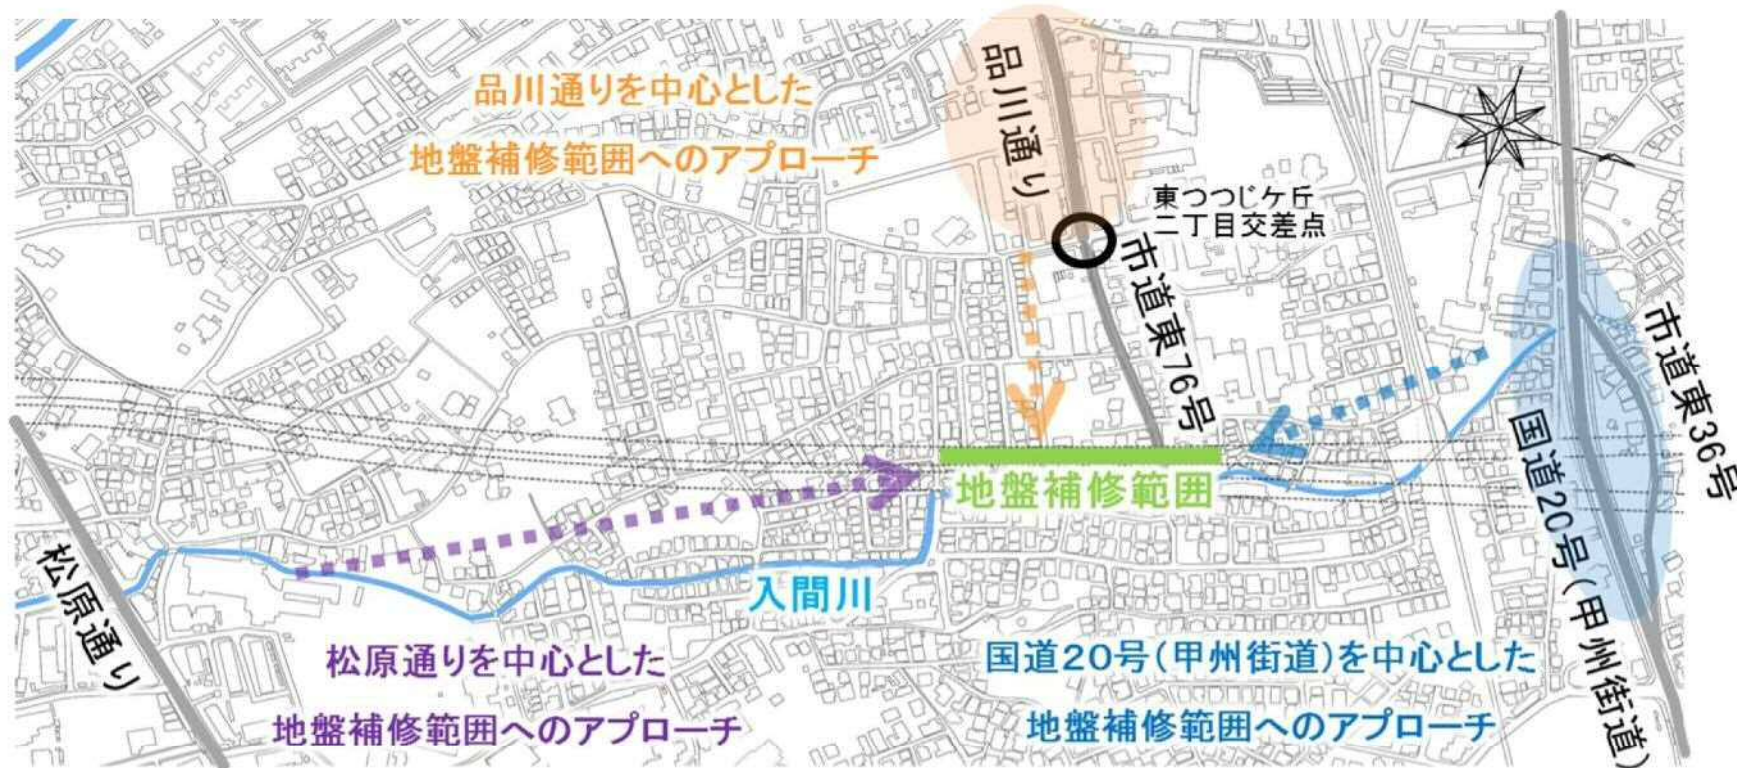 品川通りを中心とした
地盤補修範囲へのアプローチ
品川通り
東つつじケ丘
二丁目交差点
市道東76号
市道東36号
国道20号(甲州街道)
地盤補修範囲
入間川
松原通り
松原通りを中心とした
地盤補修範囲へのアプローチ
国道20号(甲州街道)を中心とした
地盤補修範囲へのアプローチ